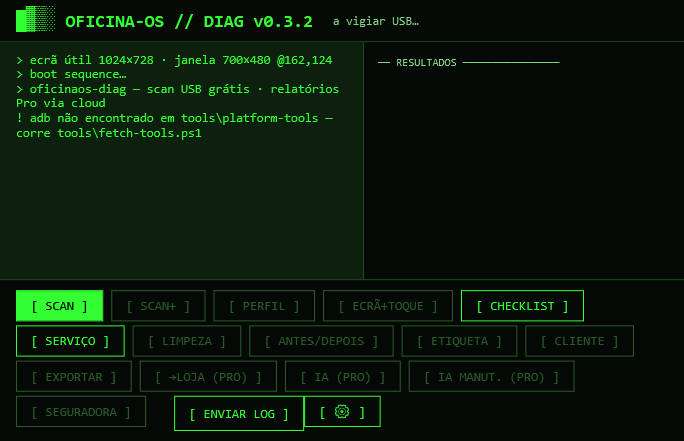 OFICINA-OS // DIAG v0.3.2 a vigiar USB…
> ecrã útil 1024×728 · janela 700×480 @162,124
> boot sequence…
> oficinaos-diag — scan USB grátis · relatórios
Pro via cloud
! adb não encontrado em tools\platform-tools —
corre tools\fetch-tools.ps1
── RESULTADOS ────────────────
[ SCAN ] [ SCAN+ ] [ PERFIL ] [ ECRÃ+TOQUE ] [ CHECKLIST ]
[ SERVIÇO ] [ LIMPEZA ] [ ANTES/DEPOIS ] [ ETIQUETA ] [ CLIENTE ]
[ EXPORTAR ] [ →LOJA (PRO) ] [ IA (PRO) ] [ IA MANUT. (PRO) ]
[ SEGURADORA ] [ ENVIAR LOG ] [ ⚙ ]